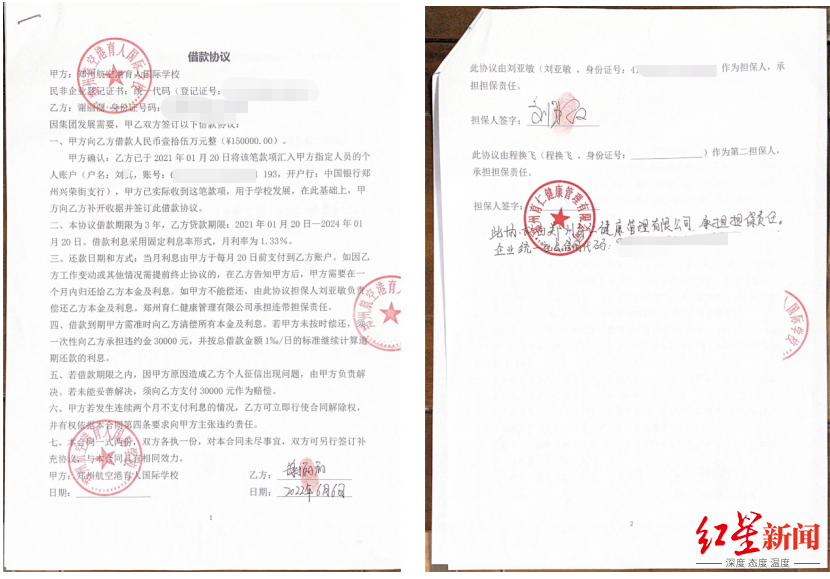 借款协议
甲方：郑州航空港育人国际学校
民非企业登记证书：统一代码（登记证号：
乙方： 身份证号码：
因集团发展需要，甲乙双方签订以下借款协议：
一、甲方向乙方借款人民币壹拾伍万元整（¥150000.00）。
甲方确认：乙方已于 2021 年 01 月 20 日将该笔款项汇入甲方指定人员的个
人账户（户名：刘 ，账号：6 193，开户行：中国银行郑
州兴荣街支行），甲方已实际收到这笔款项，用于学校发展，在此基础上，甲
方向乙方补开收据并签订此借款协议。
二、本协议借款期限为3年，乙方贷款期限：2021 年 01 月 20 日—2024 年 01
月 20 日。借款利息采用固定利息率形式，月利率为 1.33%。
三、还款日期和方式：当月利息由甲方于每月 20 日前支付到乙方账户。如因乙
方工作变动或其他情况需提前终止协议的，在乙方告知甲方后，甲方需要在一
个月内归还给乙方本金及利息。如甲方不能偿还，由此协议担保人刘亚敏负责
偿还乙方本金及利息。郑州育仁健康管理有限公司承担连带担保责任。
四、借款到期甲方需准时向乙方清偿所有本金及利息。若甲方未按时偿还，须
一次性向乙方承担违约金 30000 元，并按总借款金额 1‰/日的标准继续计算逾
期还款的利息。
五、若借款期限之内，因甲方原因造成乙方个人征信出现问题，由甲方负责解
决。若未能妥善解决，须向乙方支付 30000 元作为赔偿。
六、甲方若发生连续两个月不支付利息的情况，乙方可立即行使合同解除权，
并有权依据本合同第四条要求向甲方主张违约责任。
七、本合同一式两份，双方各执一份，对本合同未尽事宜，双方可另行签订补
充协议，与本合同具有相同效力。
甲方：郑州航空港育人国际学校 乙方：
日期： 日期：2022年6月6日
1
郑州航空港育人国际学校
此协议由刘亚敏（刘亚敏，身份证号：4 作为担保人，承
担担保责任。
担保人签字：
此协议由程换飞（程换飞，身份证号： ）作为第二担保人，
承担担保责任。
担保人签字：
郑州育仁健康管理有限公司
此协议由郑州育仁健康管理有限公司承担担保责任。
企业统一社会信用代码：9
2
红星新闻
深度 态度 温度